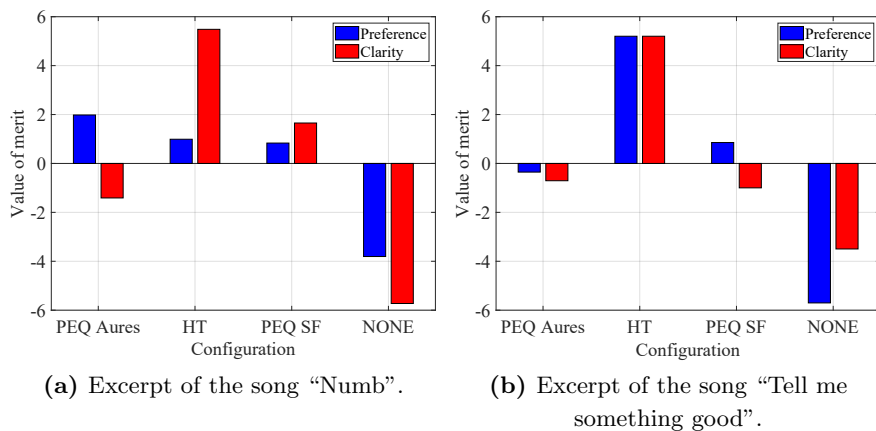 6
4
2
0
-2
-4
-6
Value of merit
Preference
Clarity
PEQ Aures HT PEQ SF NONE
Configuration
(a) Excerpt of the song “Numb”.
6
4
2
0
-2
-4
-6
Value of merit
Preference
Clarity
PEQ Aures HT PEQ SF NONE
Configuration
(b) Excerpt of the song “Tell me
something good”.